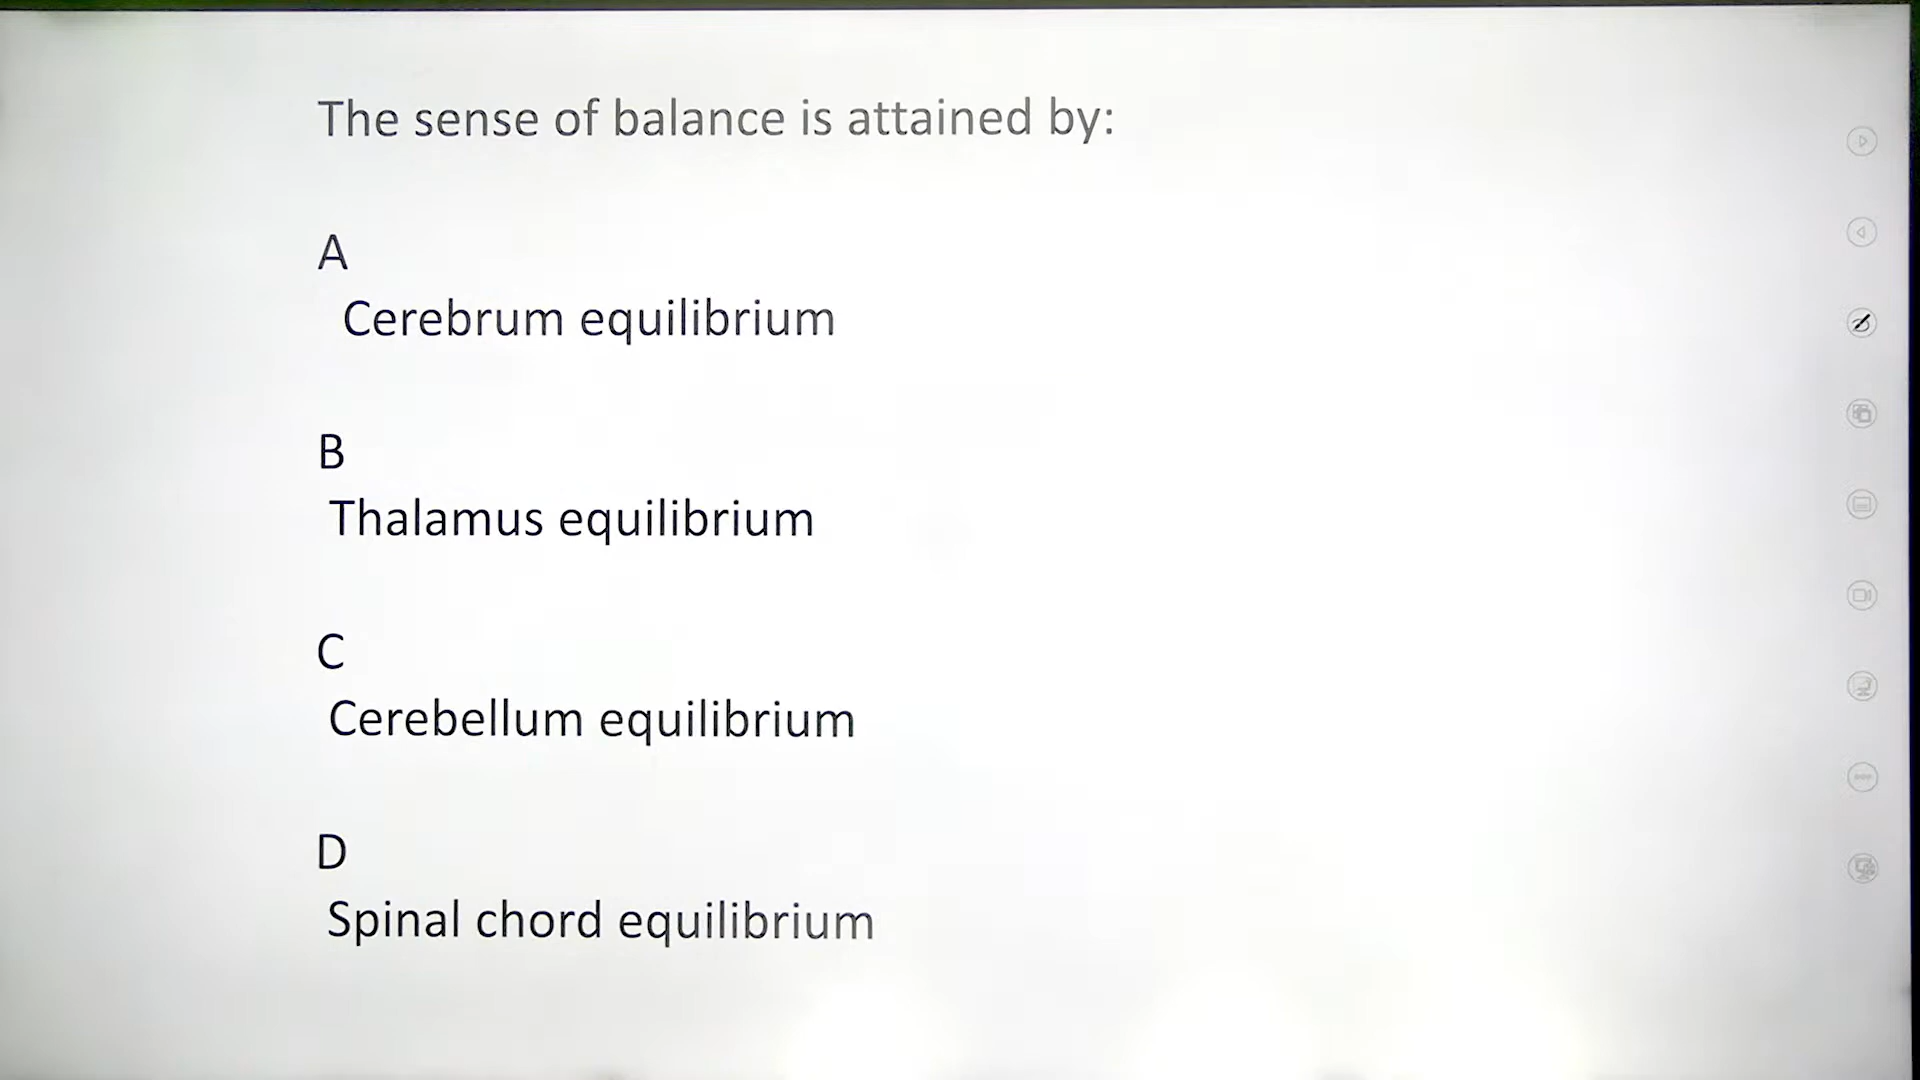 The sense of balance is attained by:
A
Cerebrum equilibrium
B
Thalamus equilibrium
C
Cerebellum equilibrium
D
Spinal chord equilibrium